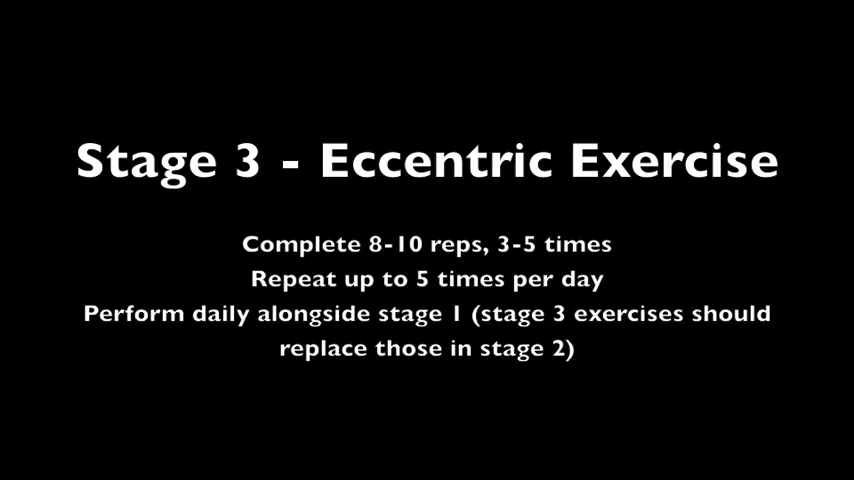 Stage 3 - Eccentric Exercise
Complete 8-10 reps, 3-5 times
Repeat up to 5 times per day
Perform daily alongside stage 1 (stage 3 exercises should
replace those in stage 2)